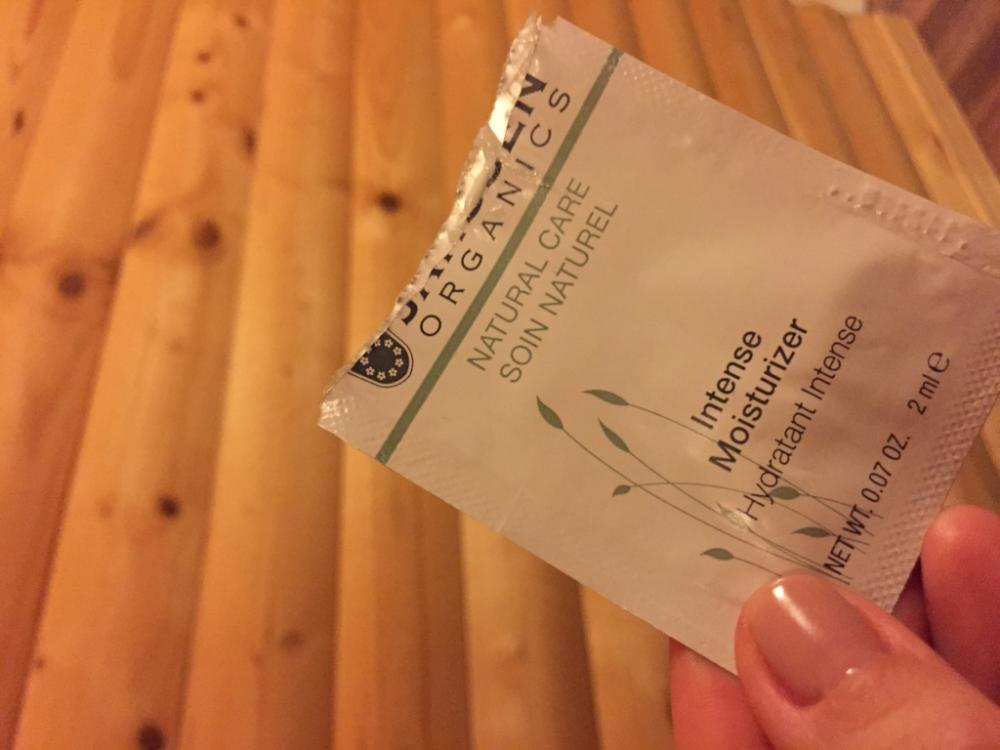 ORGANICS
NATURAL CARE
SOIN NATUREL
Intense
Moisturizer
Hydratant Intense
NET WT. 0.07 OZ. 2 ml e